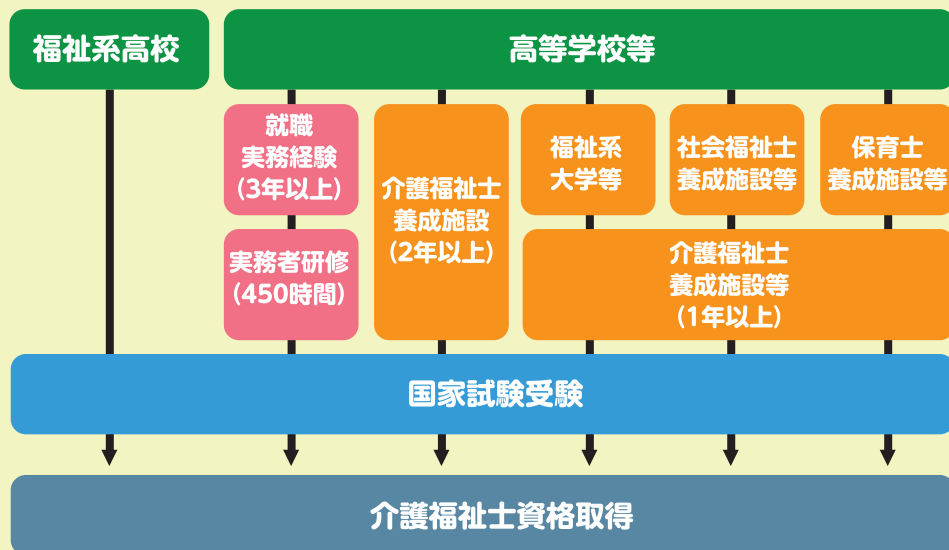 福祉系高校
高等学校等
就職
実務経験
(3年以上)
実務者研修
(450時間)
介護福祉士
養成施設
(2年以上)
福祉系
大学等
社会福祉士
養成施設等
保育士
養成施設等
介護福祉士
養成施設等
(1年以上)
国家試験受験
介護福祉士資格取得